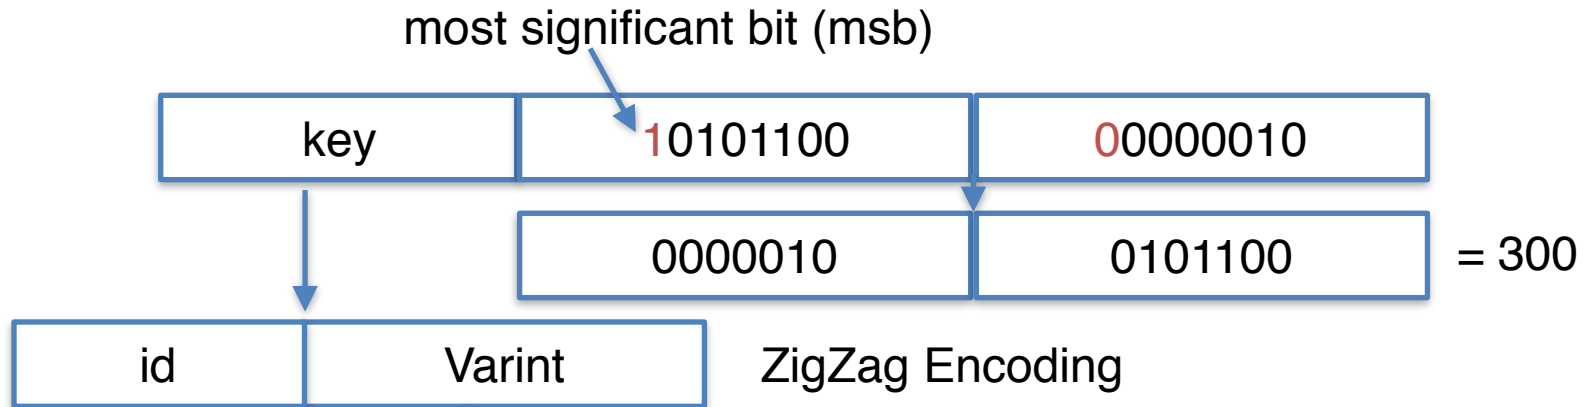 most significant bit (msb)
key 10101100 00000010
0000010 0101100 = 300
id Varint ZigZag Encoding